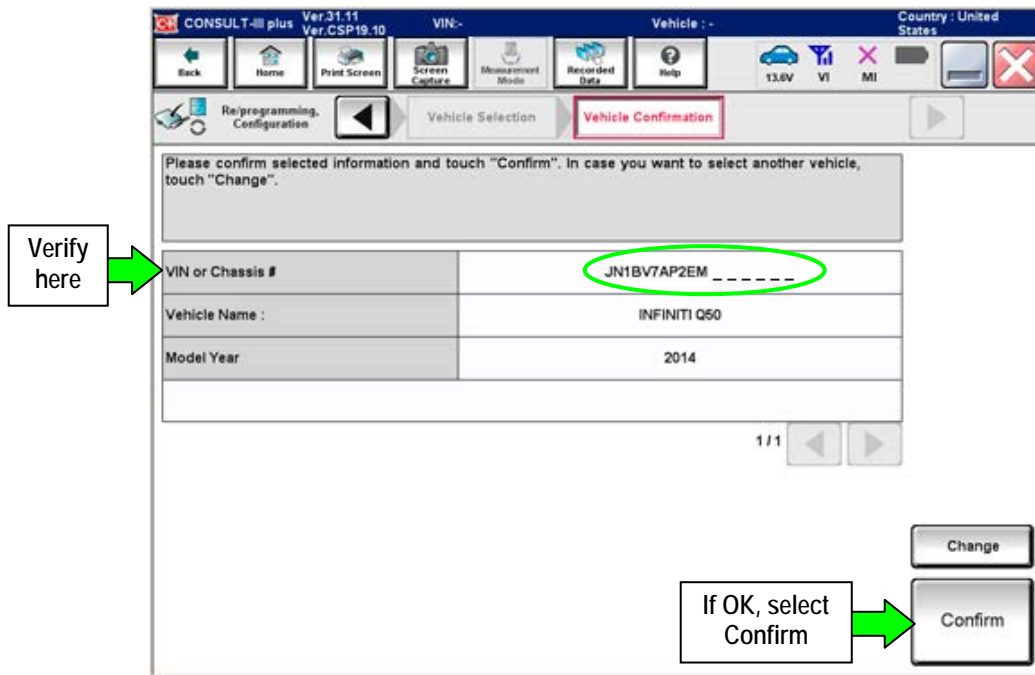 CONSULT-III plus Ver.31.11 VIN:- Vehicle : - Country : United
Ver.CSP19.10 States
Back Home Print Screen Screen Capture Measurement Mode Recorded Data Help 13.6V VI MI
Re/programming, Configuration Vehicle Selection Vehicle Confirmation
Please confirm selected information and touch "Confirm". In case you want to select another vehicle,
touch "Change".
Verify
here
VIN or Chassis # JN1BV7AP2EM _ _ _ _ _ _
Vehicle Name : INFINITI Q50
Model Year 2014
1/1
Change
If OK, select
Confirm
Confirm